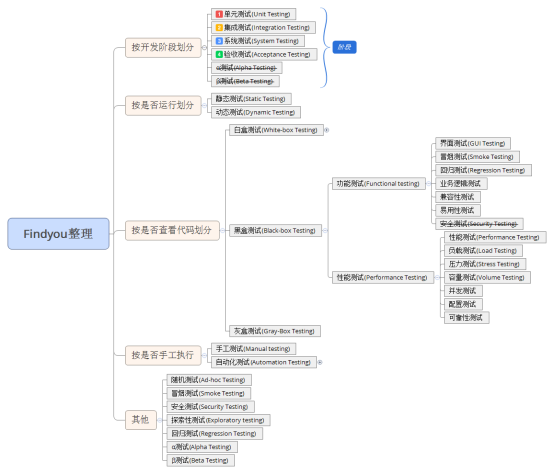 Findyou整理
按开发阶段划分
1 单元测试(Unit Testing)
2 集成测试(Integration Testing)
3 系统测试(System Testing)
4 验收测试(Acceptance Testing)
α测试(Alpha Testing)
β测试(Beta Testing)
阶段
按是否运行划分
静态测试(Static Testing)
动态测试(Dynamic Testing)
按是否查看代码划分
白盒测试(White-box Testing)
黑盒测试(Black-box Testing)
功能测试(Functional testing)
界面测试(GUI Testing)
冒烟测试(Smoke Testing)
回归测试(Regression Testing)
业务逻辑测试
兼容性测试
易用性测试
安全测试(Security Testing)
性能测试(Performance Testing)
性能测试(Performance Testing)
负载测试(Load Testing)
压力测试(Stress Testing)
容量测试(Volume Testing)
并发测试
配置测试
可靠性测试
灰盒测试(Gray-Box Testing)
按是否手工执行
手工测试(Manual testing)
自动化测试(Automation Testing)
其他
随机测试(Ad-hoc Testing)
冒烟测试(Smoke Testing)
安全测试(Security Testing)
探索性测试(Exploratory testing)
回归测试(Regression Testing)
α测试(Alpha Testing)
β测试(Beta Testing)